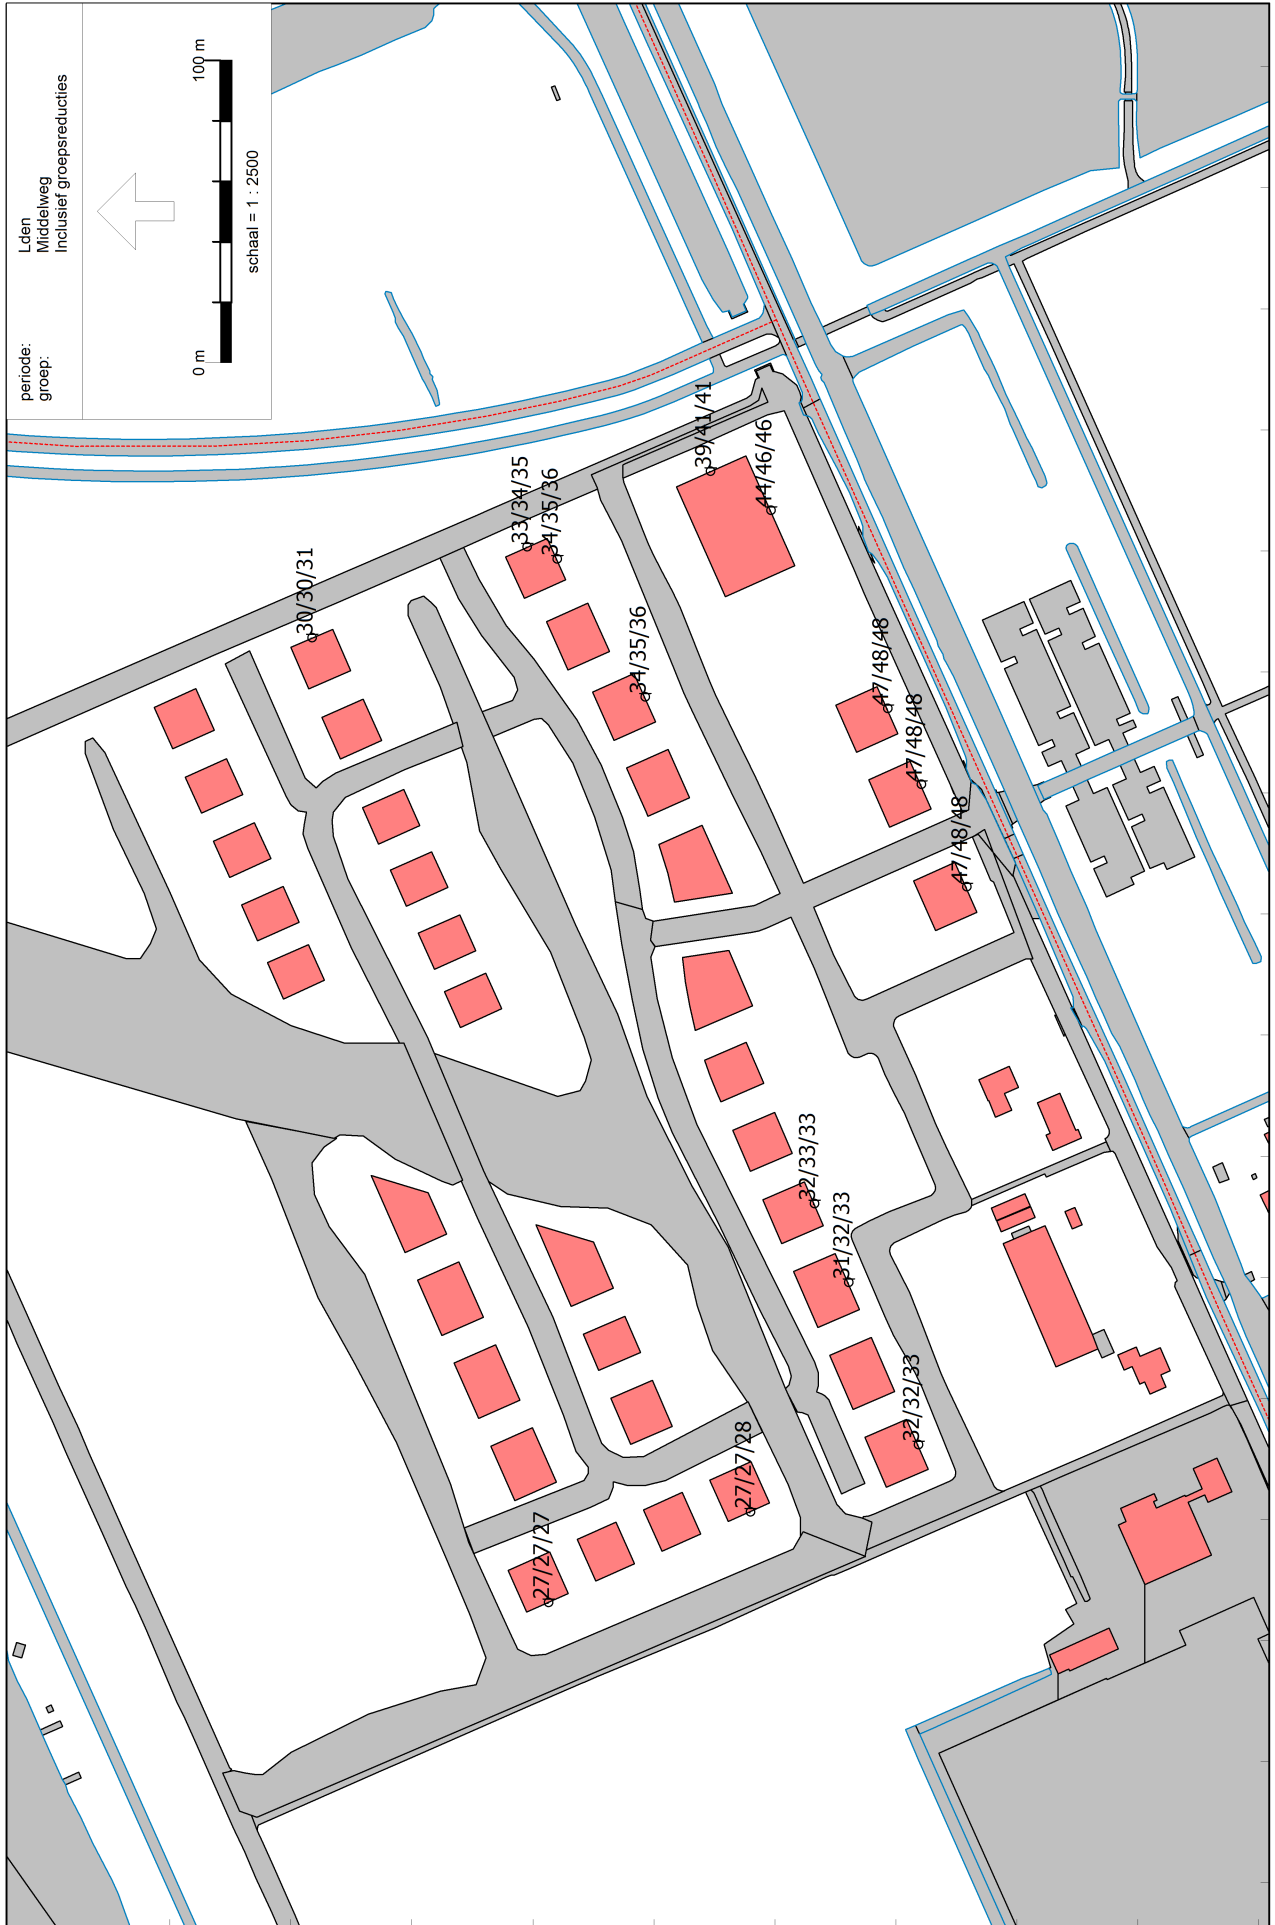 periode: Lden
groep: Middelweg
Inclusief groepsreducties
0 m 100 m
schaal = 1 : 2500
30/30/31
33/34/35
34/35/36
34/35/36
39/41/41
44/46/46
47/48/48
47/48/48
47/48/48
32/33/33
31/32/33
32/32/33
27/27/28
27/27/27